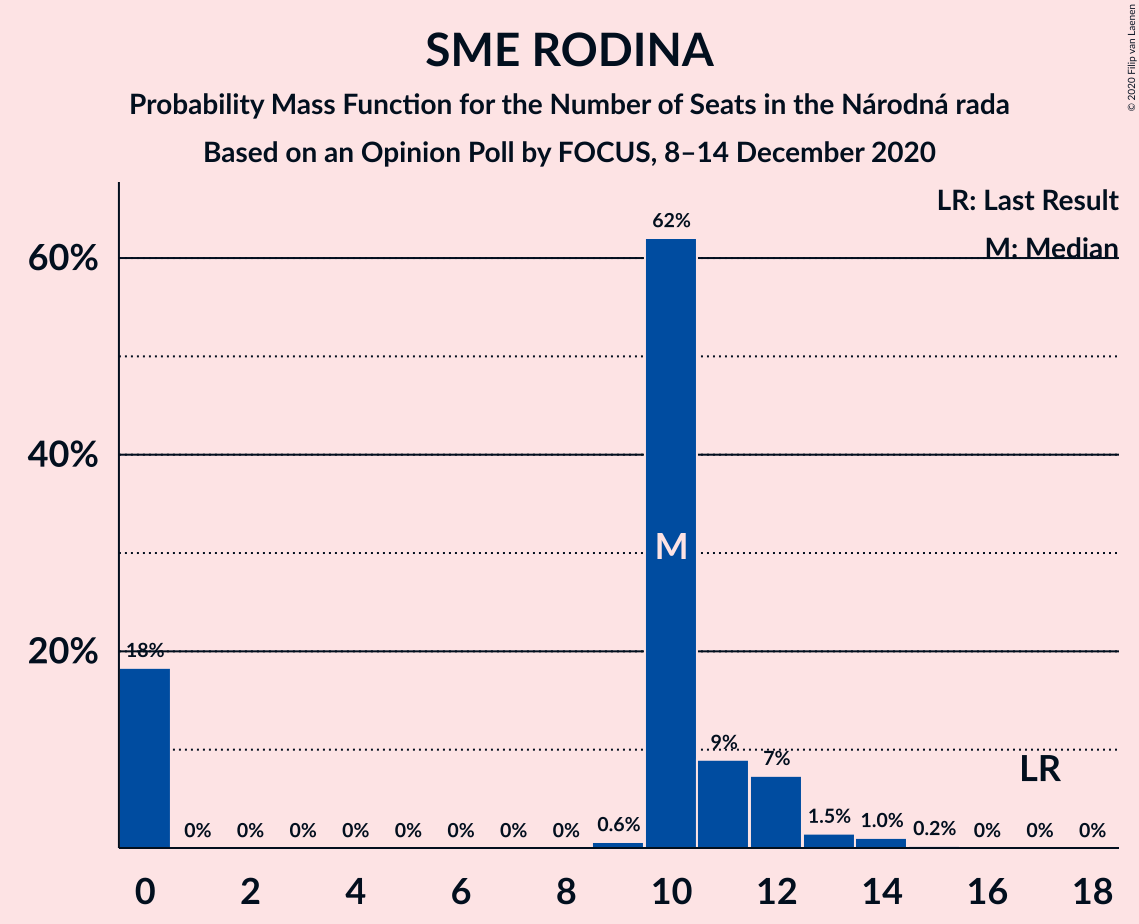 SME RODINA
Probability Mass Function for the Number of Seats in the Národná rada
Based on an Opinion Poll by FOCUS, 8–14 December 2020
© 2020 Filip van Laenen
LR: Last Result
M: Median
60%
40%
20%
18%
0%
0%
0%
0%
0%
0%
0%
0%
0.6%
62%
M
9%
7%
1.5%
1.0%
0.2%
0%
0%
0%
LR
0 2 4 6 8 10 12 14 16 18